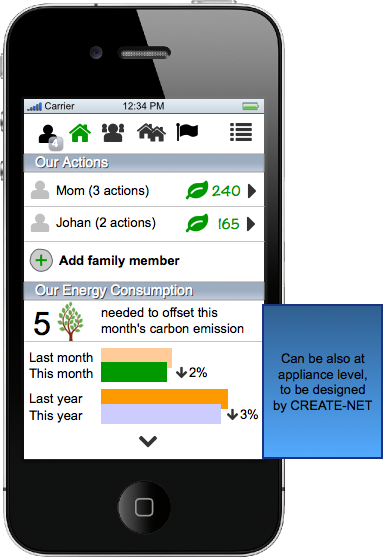 Carrier 12:34 PM
4
Our Actions
Mom (3 actions) 240
Johan (2 actions) 165
Add family member
Our Energy Consumption
5 needed to offset this
month's carbon emission
Last month
This month 2%
Last year
This year 3%
Can be also at
appliance level,
to be designed
by CREATE-NET